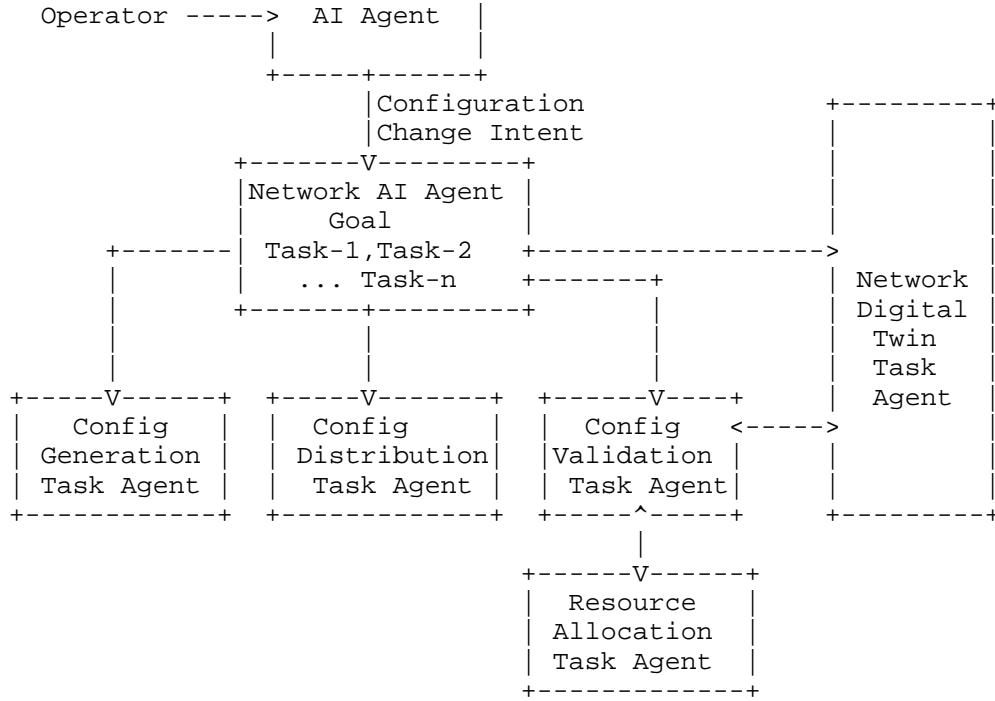 Operator -----> AI Agent
Configuration
Change Intent
Network AI Agent
Goal
Task-1,Task-2
... Task-n
Network
Digital
Twin
Task
Agent
Config
Generation
Task Agent
Config
Distribution
Task Agent
Config
Validation
Task Agent
Resource
Allocation
Task Agent